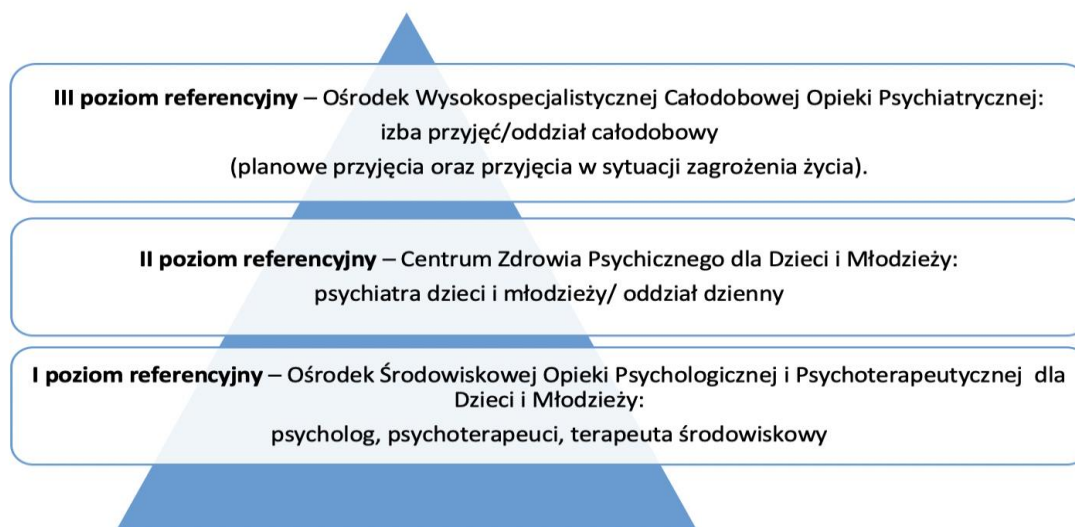 III poziom referencyjny – Ośrodek Wysokospecjalistycznej Całodobowej Opieki Psychiatrycznej:
izba przyjęć/oddział całodobowy
(planowe przyjęcia oraz przyjęcia w sytuacji zagrożenia życia).
II poziom referencyjny – Centrum Zdrowia Psychicznego dla Dzieci i Młodzieży:
psychiatra dzieci i młodzieży/ oddział dzienny
I poziom referencyjny – Ośrodek Środowiskowej Opieki Psychologicznej i Psychoterapeutycznej dla
Dzieci i Młodzieży:
psycholog, psychoterapeuci, terapeuta środowiskowy